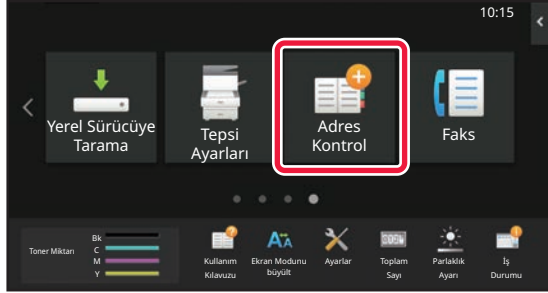 10:15
Yerel Sürücüye
Tarama
Tepsi
Ayarları
Adres
Kontrol
Faks
Toner Miktarı
Bk
C
M
Y
Kullanım
Kılavuzu
Ekran Modunu
büyült
Ayarlar
Toplam
Sayı
Parlaklık
Ayarı
İş
Durumu